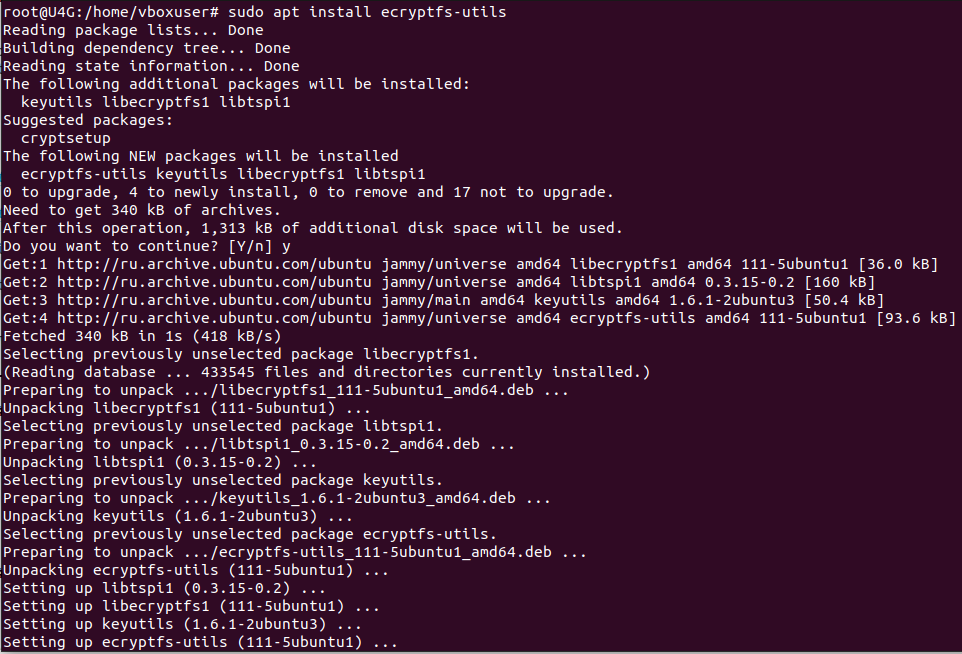 root@U4G:/home/vboxuser# sudo apt install ecryptfs-utils
Reading package lists... Done
Building dependency tree... Done
Reading state information... Done
The following additional packages will be installed:
  keyutils libecryptfs1 libtspi1
Suggested packages:
  cryptsetup
The following NEW packages will be installed
  ecryptfs-utils keyutils libecryptfs1 libtspi1
0 to upgrade, 4 to newly install, 0 to remove and 17 not to upgrade.
Need to get 340 kB of archives.
After this operation, 1,313 kB of additional disk space will be used.
Do you want to continue? [Y/n] y
Get:1 http://ru.archive.ubuntu.com/ubuntu jammy/universe amd64 libecryptfs1 amd64 111-5ubuntu1 [36.0 kB]
Get:2 http://ru.archive.ubuntu.com/ubuntu jammy/universe amd64 libtspi1 amd64 0.3.15-0.2 [160 kB]
Get:3 http://ru.archive.ubuntu.com/ubuntu jammy/main amd64 keyutils amd64 1.6.1-2ubuntu3 [50.4 kB]
Get:4 http://ru.archive.ubuntu.com/ubuntu jammy/universe amd64 ecryptfs-utils amd64 111-5ubuntu1 [93.6 kB]
Fetched 340 kB in 1s (418 kB/s)
Selecting previously unselected package libecryptfs1.
(Reading database ... 433545 files and directories currently installed.)
Preparing to unpack .../libecryptfs1_111-5ubuntu1_amd64.deb ...
Unpacking libecryptfs1 (111-5ubuntu1) ...
Selecting previously unselected package libtspi1.
Preparing to unpack .../libtspi1_0.3.15-0.2_amd64.deb ...
Unpacking libtspi1 (0.3.15-0.2) ...
Selecting previously unselected package keyutils.
Preparing to unpack .../keyutils_1.6.1-2ubuntu3_amd64.deb ...
Unpacking keyutils (1.6.1-2ubuntu3) ...
Selecting previously unselected package ecryptfs-utils.
Preparing to unpack .../ecryptfs-utils_111-5ubuntu1_amd64.deb ...
Unpacking ecryptfs-utils (111-5ubuntu1) ...
Setting up libtspi1 (0.3.15-0.2) ...
Setting up libecryptfs1 (111-5ubuntu1) ...
Setting up keyutils (1.6.1-2ubuntu3) ...
Setting up ecryptfs-utils (111-5ubuntu1) ...